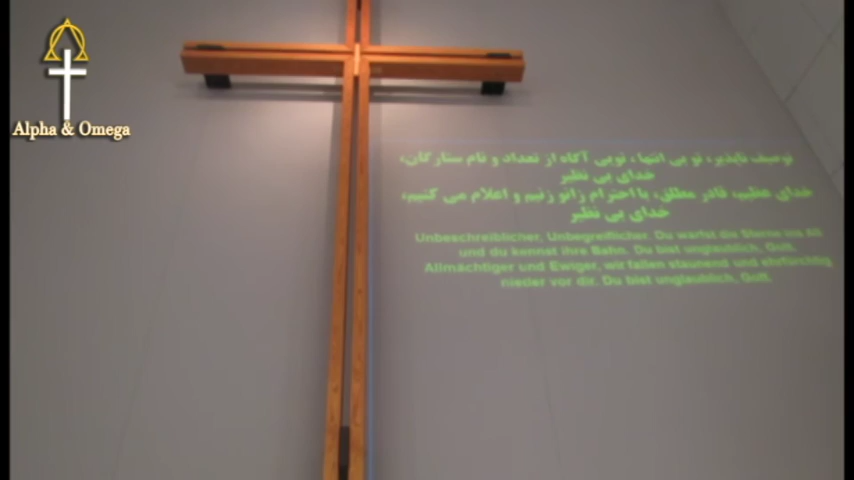 Alpha & Omega
توصیف ناپذیر، تو بی انتها، تویی آگاه از تعداد و نام ستارگان،
خدای بی نظیر
خدای عظیم، قادر مطلق، با احترام زانو زنیم و اعلام می کنیم،
خدای بی نظیر
Unbeschreiblicher, Unbegreiflicher. Du warfst die Sterne ins All
und du kennst ihre Bahn. Du bist unglaublich, Gott.
Allmächtiger und Ewiger, wir fallen staunend und ehrfürchtig
nieder vor dir. Du bist unglaublich, Gott.